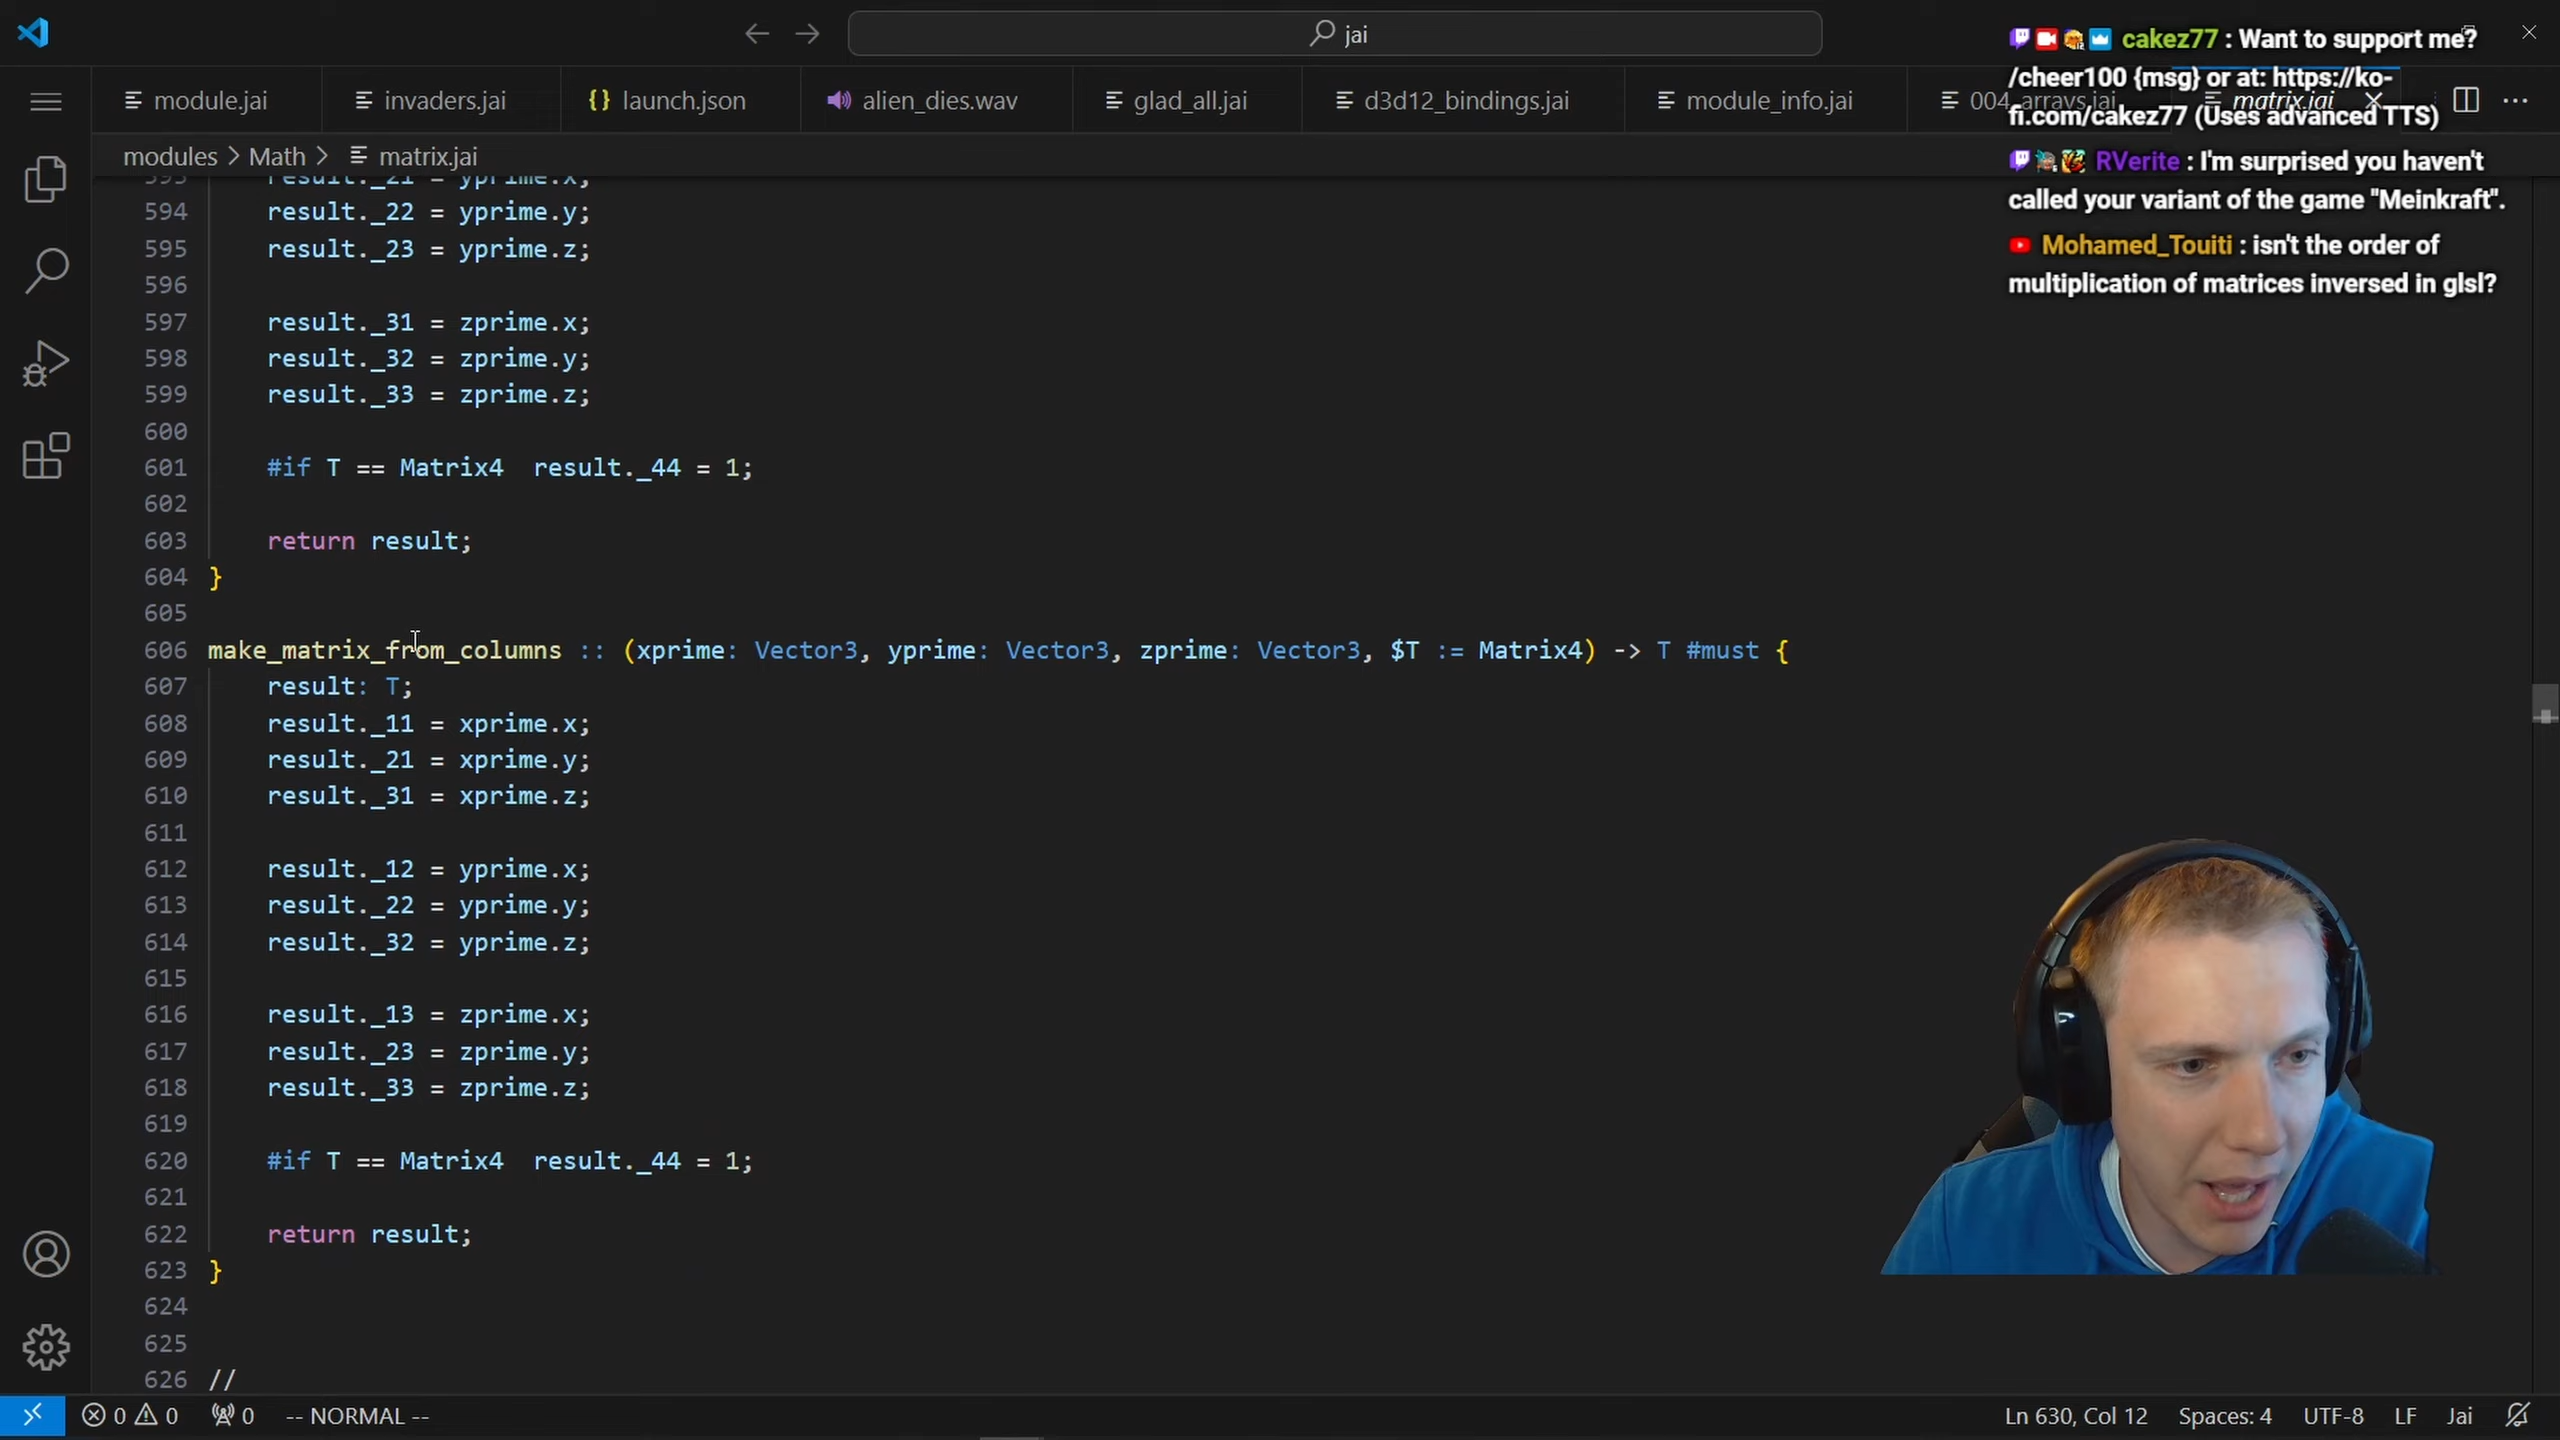 jai
module.jai
invaders.jai
{} launch.json
alien_dies.wav
glad_all.jai
d3d12_bindings.jai
module_info.jai
004_arrays.jai
matrix.jai
modules > Math > matrix.jai
593 result._21 = yprime.x;
594 result._22 = yprime.y;
595 result._23 = yprime.z;
596
597 result._31 = zprime.x;
598 result._32 = zprime.y;
599 result._33 = zprime.z;
600
601 #if T == Matrix4  result._44 = 1;
602
603 return result;
604 }
605
606 make_matrix_from_columns :: (xprime: Vector3, yprime: Vector3, zprime: Vector3, $T := Matrix4) -> T #must {
607 result: T;
608 result._11 = xprime.x;
609 result._21 = xprime.y;
610 result._31 = xprime.z;
611
612 result._12 = yprime.x;
613 result._22 = yprime.y;
614 result._32 = yprime.z;
615
616 result._13 = zprime.x;
617 result._23 = zprime.y;
618 result._33 = zprime.z;
619
620 #if T == Matrix4  result._44 = 1;
621
622 return result;
623 }
624
625
626 //
cakez77 : Want to support me?
/cheer100 {msg} or at: https://ko-
fi.com/cakez77 (Uses advanced TTS)
RVerite : I'm surprised you haven't
called your variant of the game "Meinkraft".
Mohamed_Touiti : isn't the order of
multiplication of matrices inversed in glsl?
0 0 0 -- NORMAL --
Ln 630, Col 12 Spaces: 4 UTF-8 LF Jai